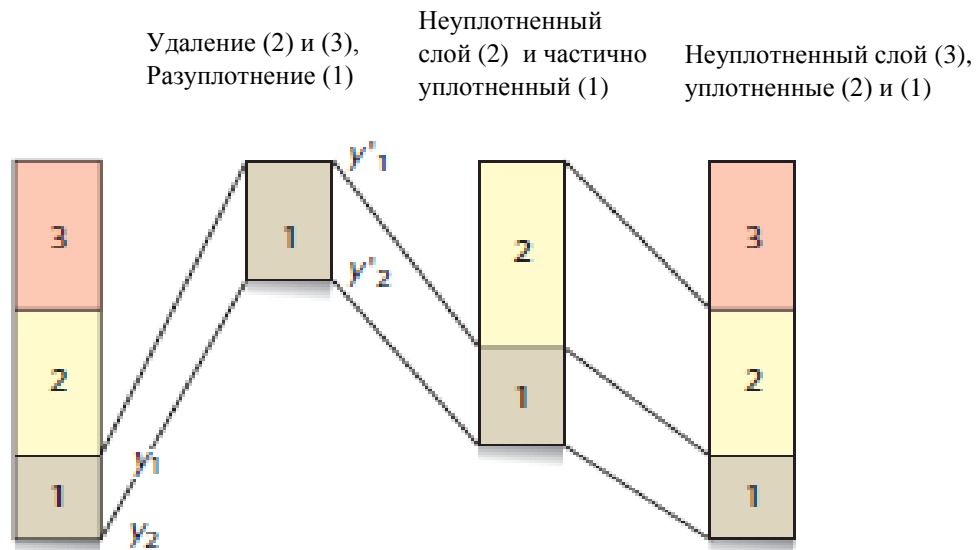 Удаление (2) и (3),
Разуплотнение (1)
Неуплотненный
слой (2) и частично
уплотненный (1)
Неуплотненный слой (3),
уплотненные (2) и (1)
3
2
1
y1
y2
1
y'1
y'2
2
1
3
2
1